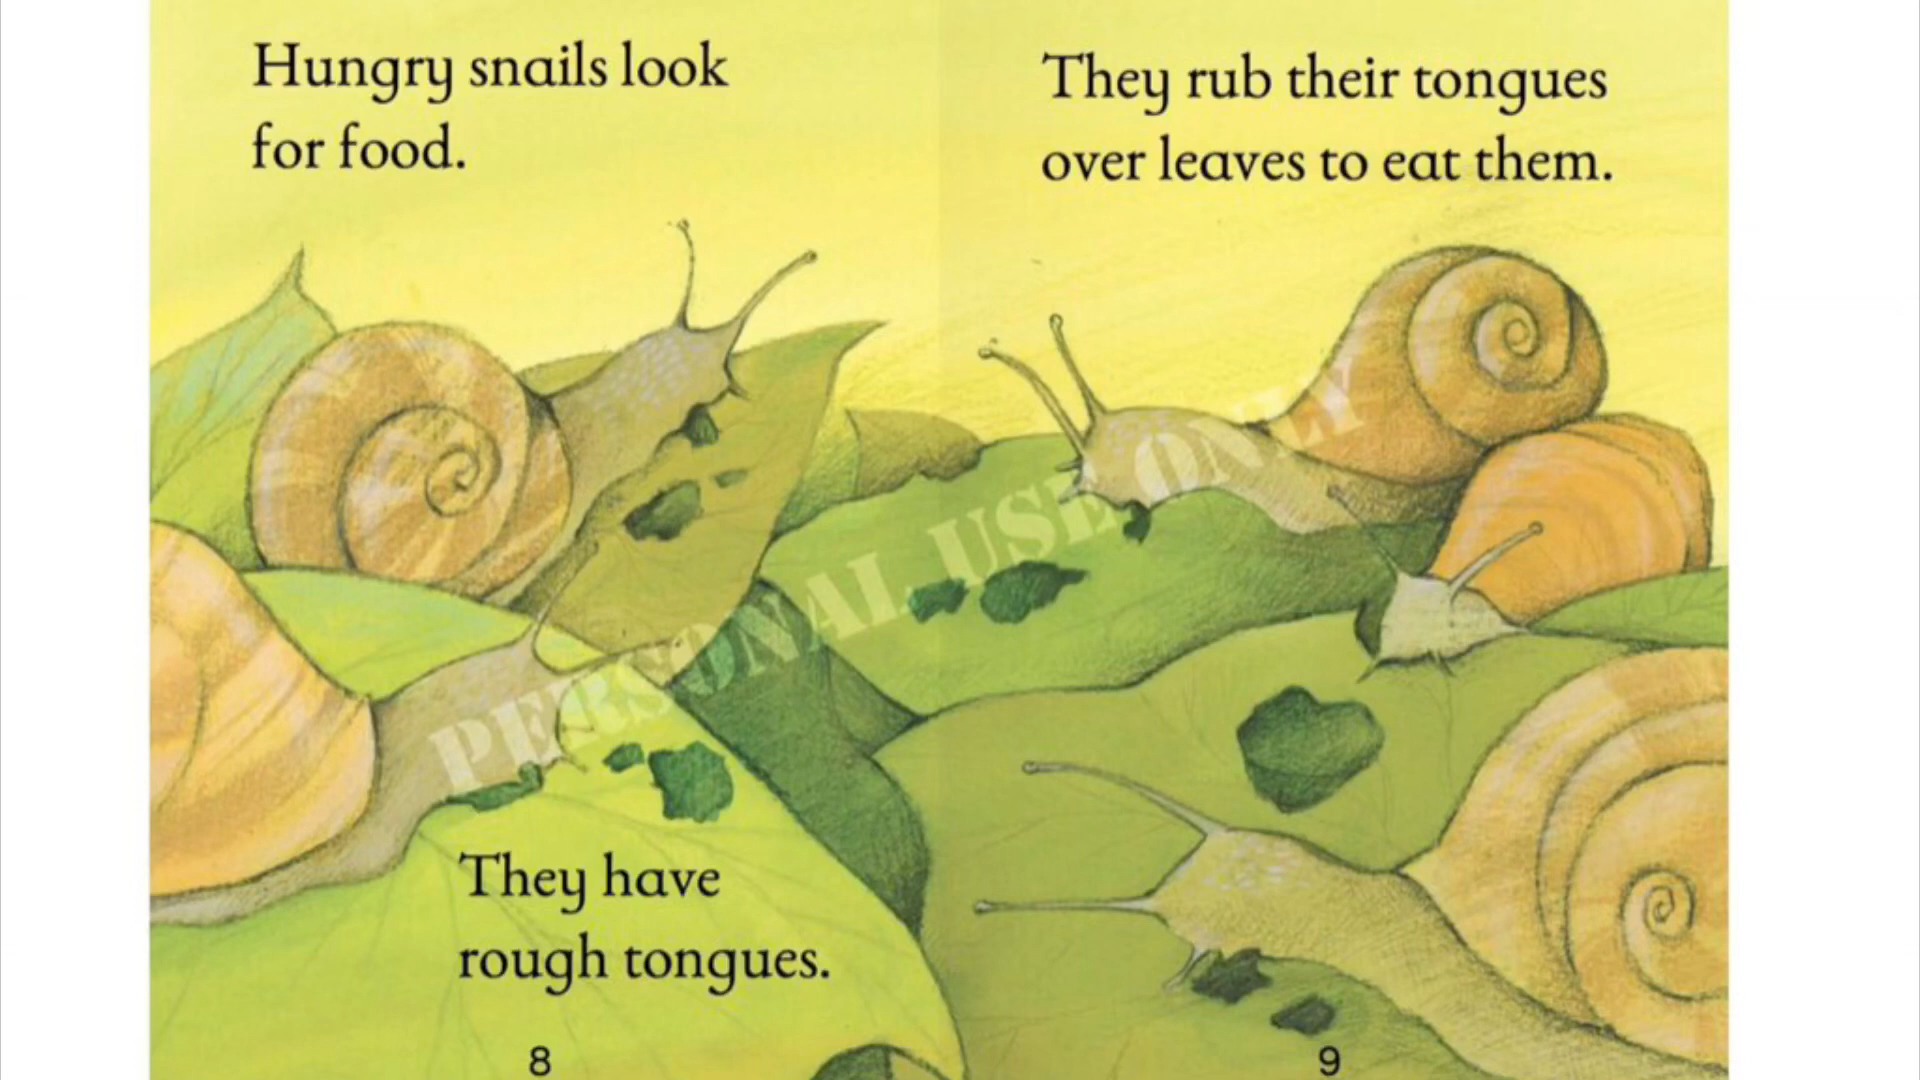 Hungry snails look
for food.
They have
rough tongues.
8
They rub their tongues
over leaves to eat them.
PERSONAL USE ONLY
9